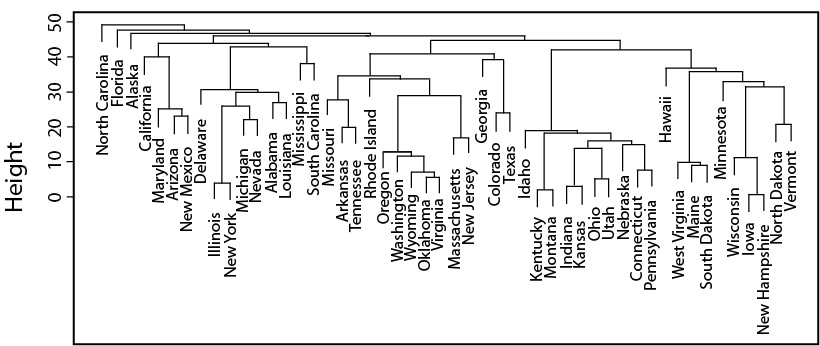 Height
50
40
30
20
10
0
North Carolina
Florida
Alaska
California
Maryland
Arizona
New Mexico
Delaware
Illinois
New York
Michigan
Nevada
Alabama
Louisiana
Mississippi
South Carolina
Missouri
Arkansas
Tennessee
Rhode Island
Oregon
Washington
Wyoming
Oklahoma
Virginia
Massachusetts
New Jersey
Georgia
Colorado
Texas
Idaho
Kentucky
Montana
Indiana
Kansas
Ohio
Utah
Nebraska
Connecticut
Pennsylvania
Hawaii
West Virginia
Maine
South Dakota
Minnesota
Wisconsin
Iowa
New Hampshire
North Dakota
Vermont